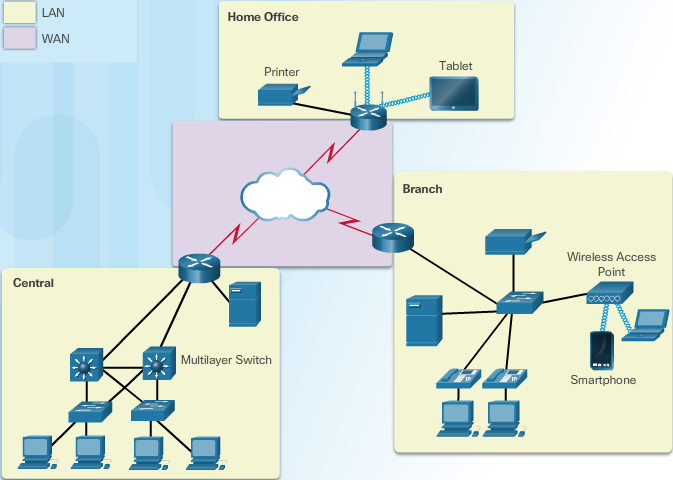 LAN
WAN
Home Office
Printer
Tablet
Branch
Wireless Access
Point
Smartphone
Central
Multilayer Switch